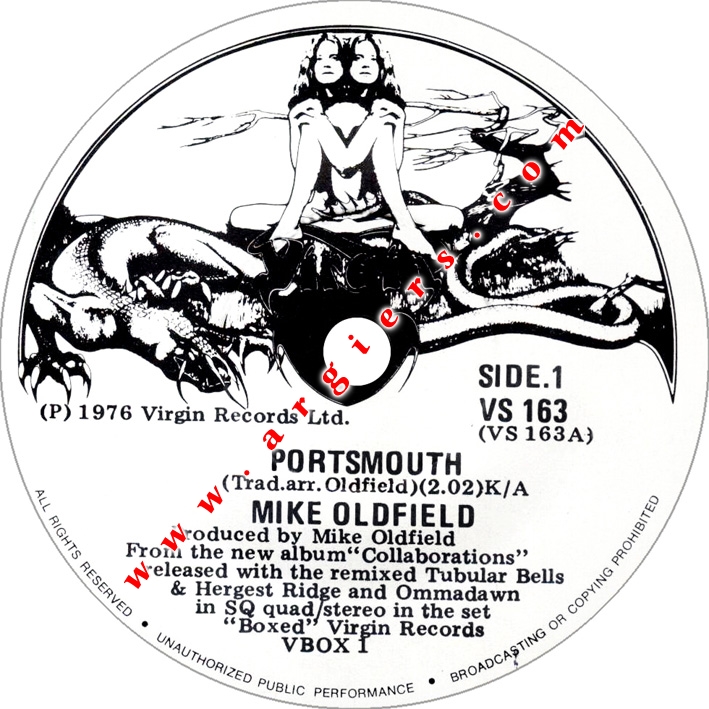 Virgin
SIDE.1
VS 163
(VS 163A)
(P) 1976 Virgin Records Ltd.
PORTSMOUTH
(Trad.arr.Oldfield)(2.02)K/A
MIKE OLDFIELD
Produced by Mike Oldfield
From the new album "Collaborations"
released with the remixed Tubular Bells
& Hergest Ridge and Ommadawn
in SQ quad/stereo in the set
"Boxed" Virgin Records
VBOX 1
ALL RIGHTS RESERVED • UNAUTHORIZED PUBLIC PERFORMANCE • BROADCASTING OR COPYING PROHIBITED
www.argiers.com